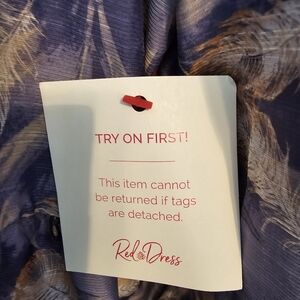 TRY ON FIRST!
This item cannot
be returned if tags
are detached.
Red Dress